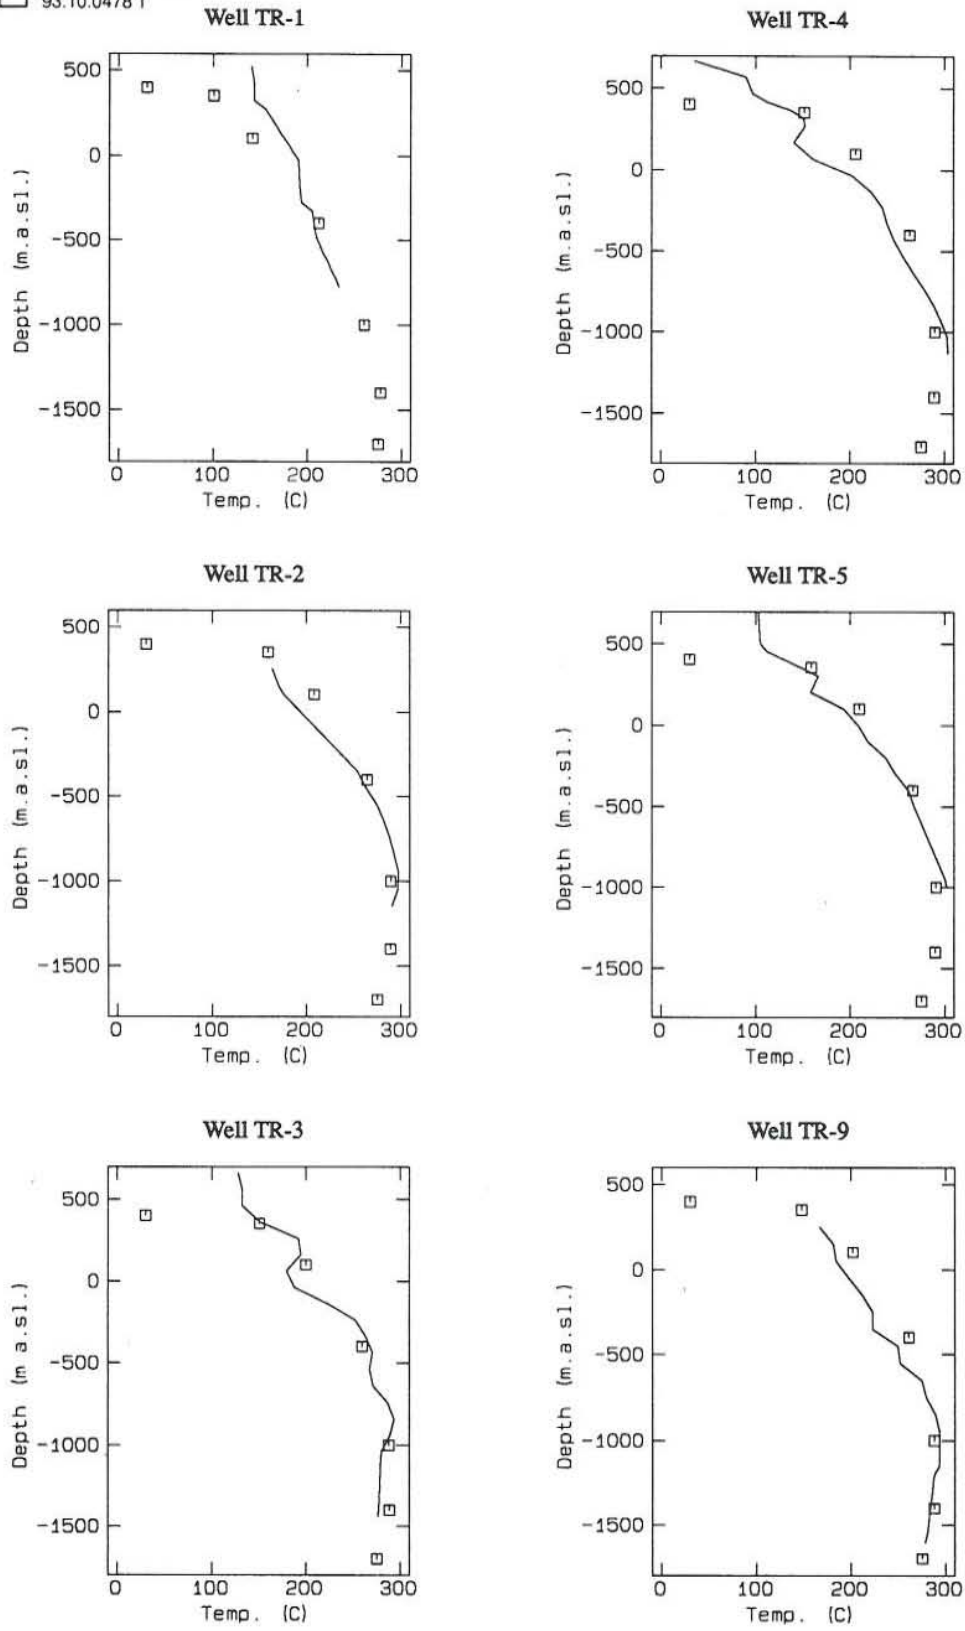 93.10.0478 T
Well TR-1
500
0
-500
-1000
-1500
Depth (m.a.sl.)
0 100 200 300
Temp. (C)
Well TR-4
500
0
-500
-1000
-1500
Depth (m.a.sl.)
0 100 200 300
Temp. (C)
Well TR-2
500
0
-500
-1000
-1500
Depth (m.a.sl.)
0 100 200 300
Temp. (C)
Well TR-5
500
0
-500
-1000
-1500
Depth (m.a.sl.)
0 100 200 300
Temp. (C)
Well TR-3
500
0
-500
-1000
-1500
Depth (m a.sl.)
0 100 200 300
Temp. (C)
Well TR-9
500
0
-500
-1000
-1500
Depth (m.a.sl.)
0 100 200 300
Temp. (C)